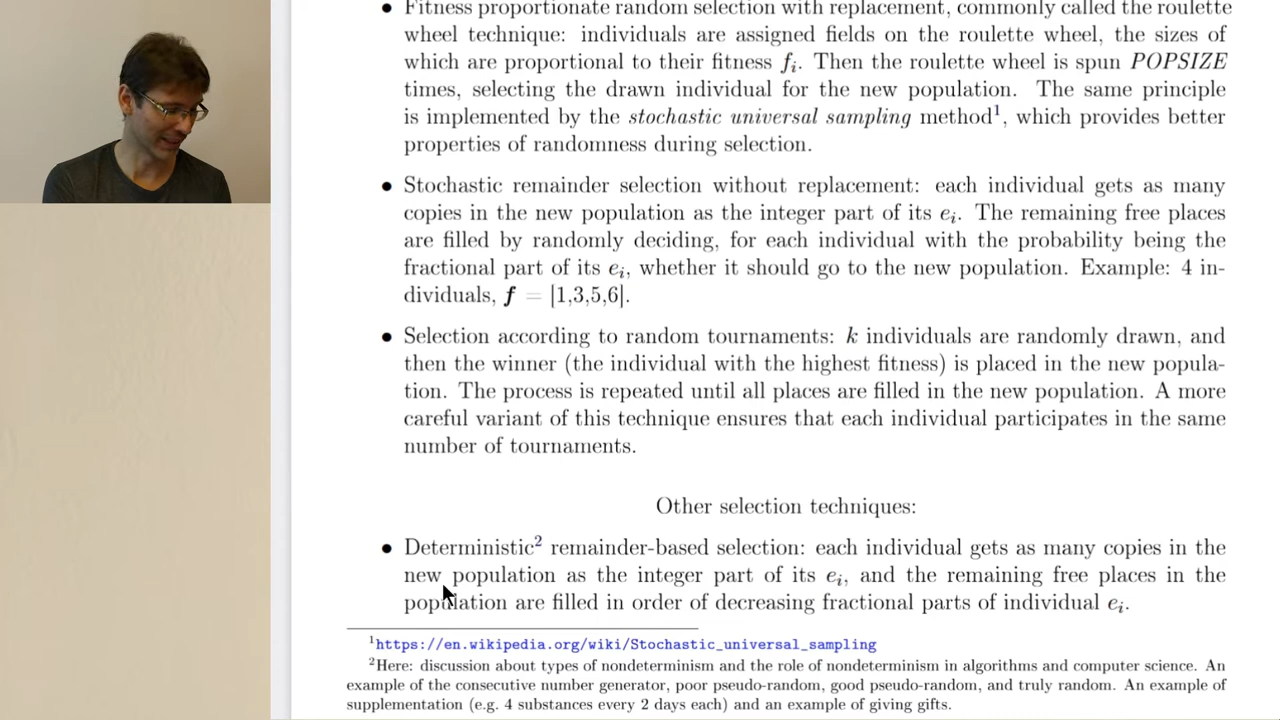 • Fitness proportionate random selection with replacement, commonly called the roulette
wheel technique: individuals are assigned fields on the roulette wheel, the sizes of
which are proportional to their fitness fᵢ. Then the roulette wheel is spun POPSIZE
times, selecting the drawn individual for the new population. The same principle
is implemented by the stochastic universal sampling method¹, which provides better
properties of randomness during selection.
• Stochastic remainder selection without replacement: each individual gets as many
copies in the new population as the integer part of its eᵢ. The remaining free places
are filled by randomly deciding, for each individual with the probability being the
fractional part of its eᵢ, whether it should go to the new population. Example: 4 in-
dividuals, f = [1,3,5,6].
• Selection according to random tournaments: k individuals are randomly drawn, and
then the winner (the individual with the highest fitness) is placed in the new popula-
tion. The process is repeated until all places are filled in the new population. A more
careful variant of this technique ensures that each individual participates in the same
number of tournaments.
Other selection techniques:
• Deterministic² remainder-based selection: each individual gets as many copies in the
new population as the integer part of its eᵢ, and the remaining free places in the
population are filled in order of decreasing fractional parts of individual eᵢ.
¹https://en.wikipedia.org/wiki/Stochastic_universal_sampling
²Here: discussion about types of nondeterminism and the role of nondeterminism in algorithms and computer science. An
example of the consecutive number generator, poor pseudo-random, good pseudo-random, and truly random. An example of
supplementation (e.g. 4 substances every 2 days each) and an example of giving gifts.